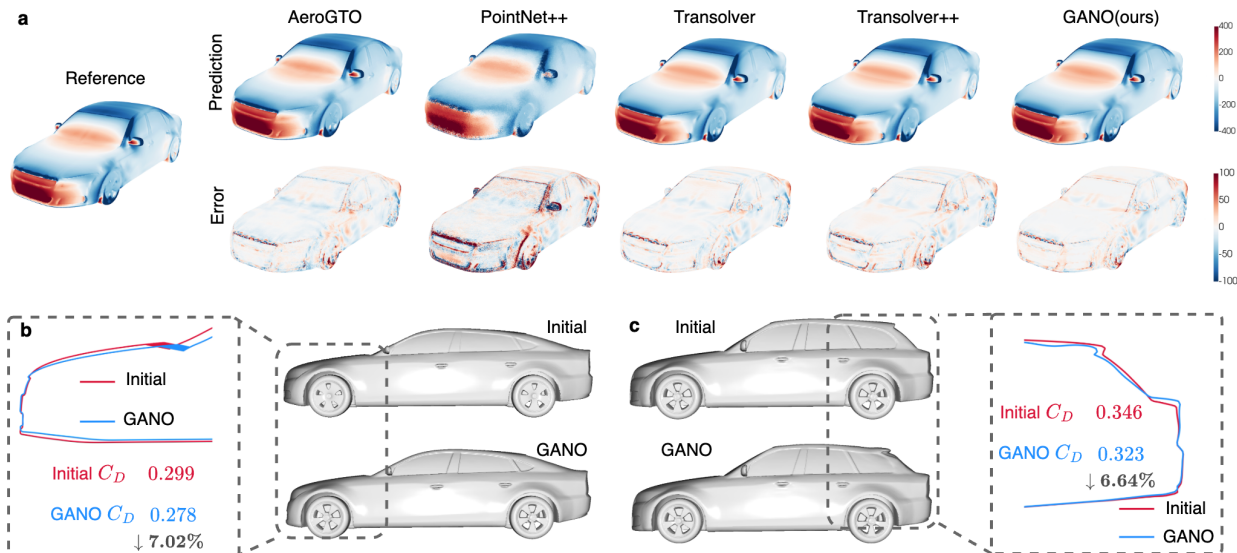 a
AeroGTO
PointNet++
Transolver
Transolver++
GANO(ours)
Reference
Prediction
400
200
0
-200
-400
Error
100
50
0
-50
-100
b
Initial
GANO
Initial C_D 0.299
GANO C_D 0.278
↓ 7.02%
Initial
GANO
c
Initial
GANO
Initial C_D 0.346
GANO C_D 0.323
↓ 6.64%
Initial
GANO